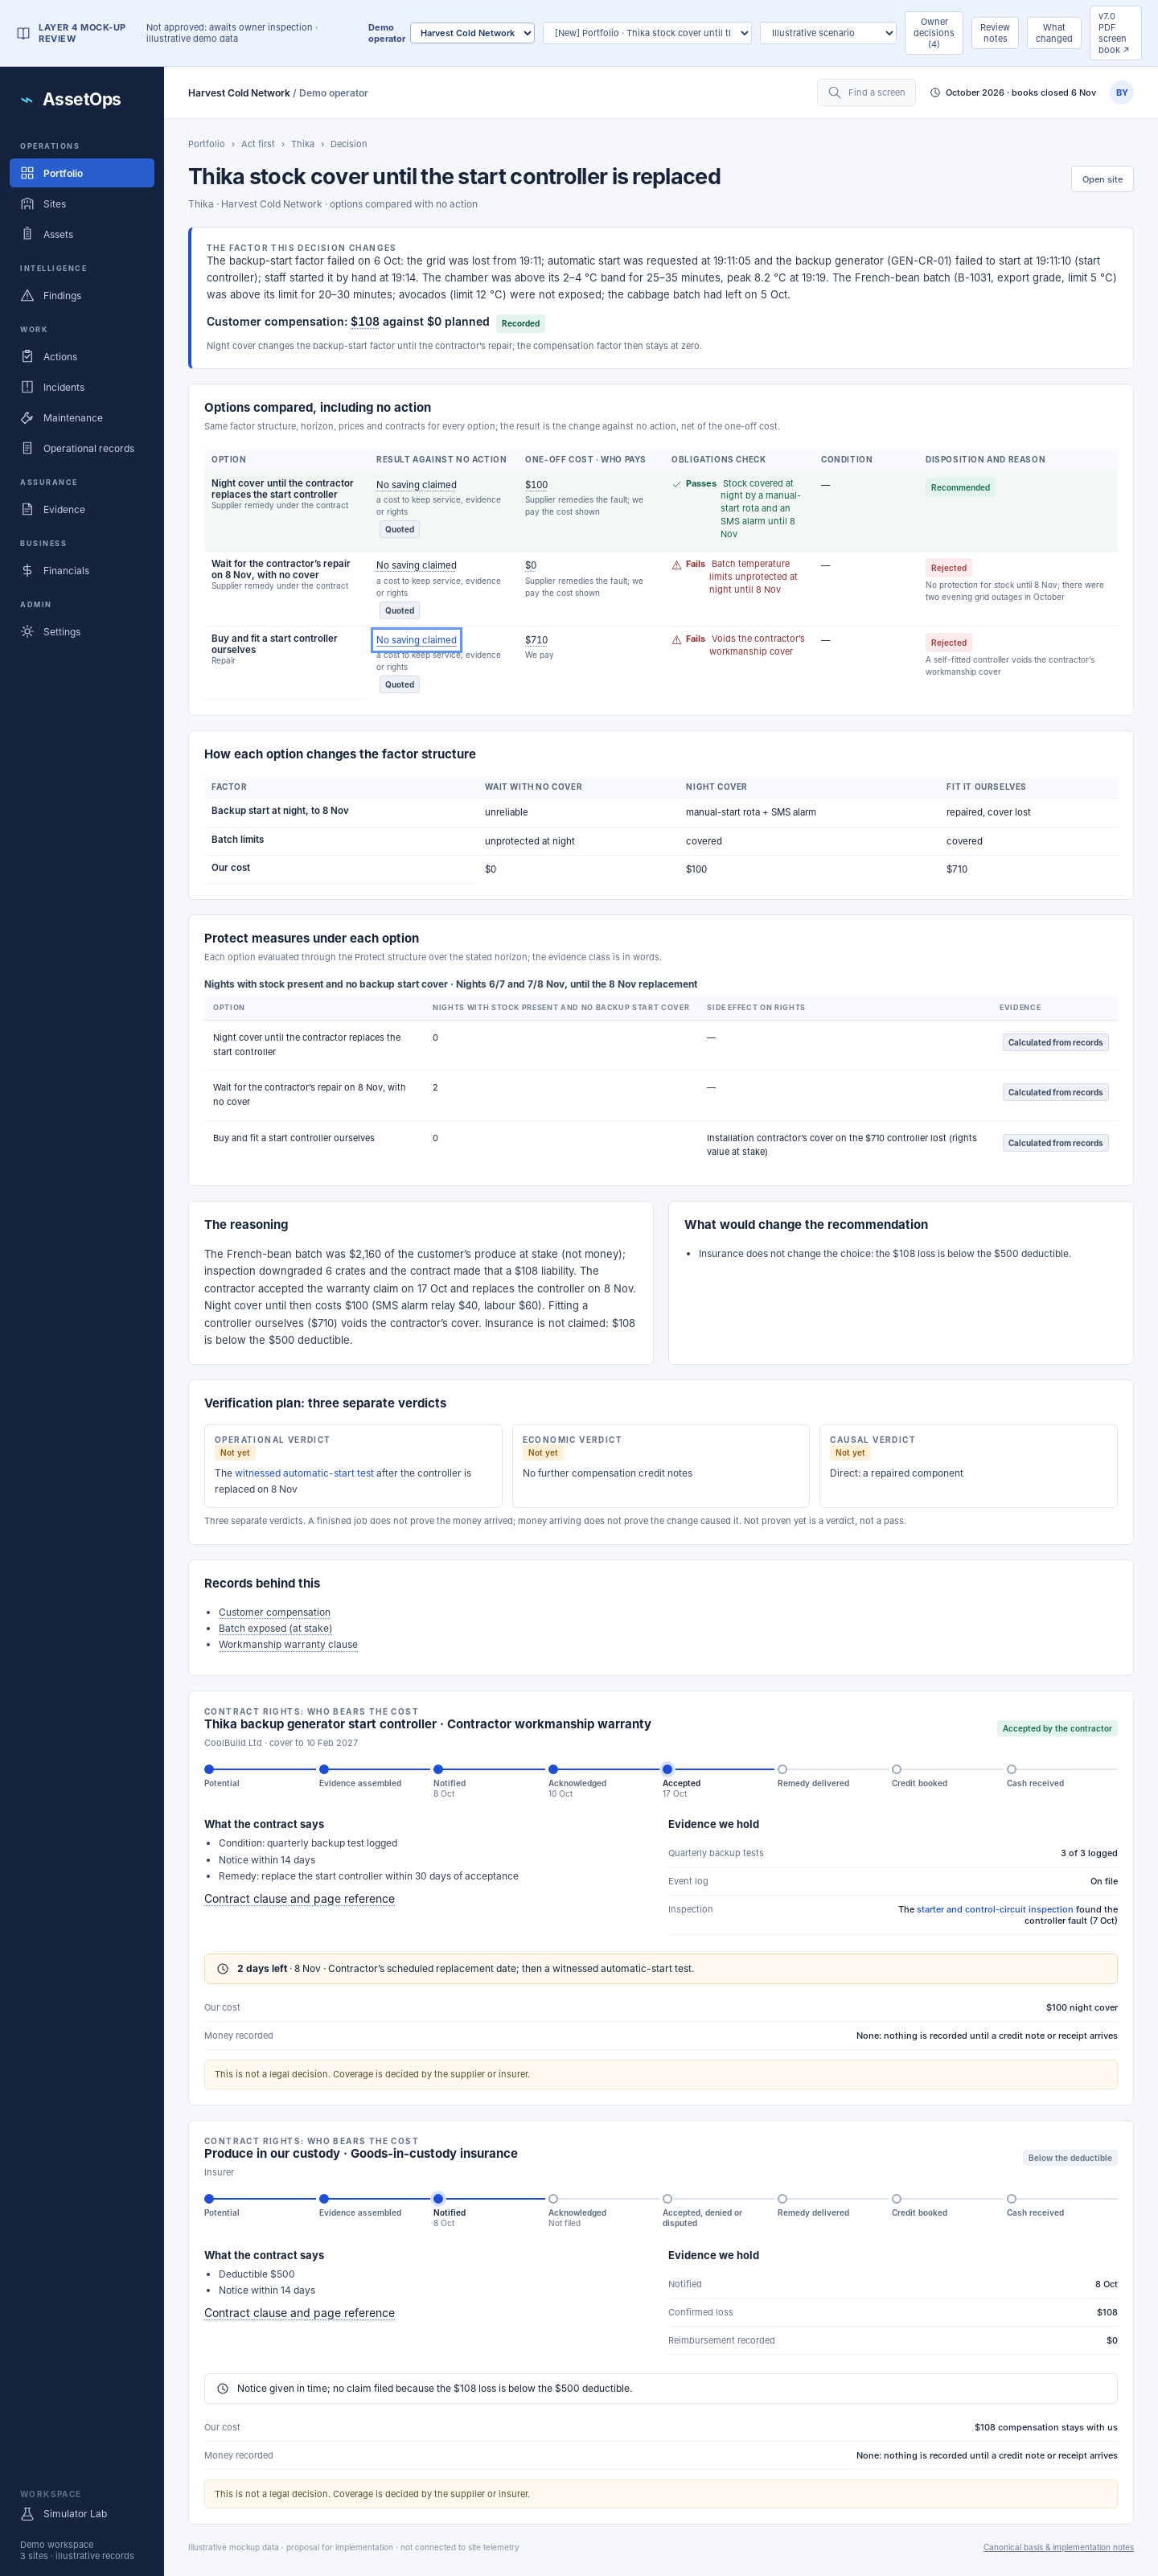 LAYER 4 MOCK-UP REVIEW
Not approved: awaits owner inspection · illustrative demo data
Demo operator
Harvest Cold Network
[New] Portfolio · Thika stock cover until tl
Illustrative scenario
Owner decisions (4)
Review notes
What changed
v7.0 PDF screen book ↗
AssetOps
OPERATIONS
Portfolio
Sites
Assets
INTELLIGENCE
Findings
WORK
Actions
Incidents
Maintenance
Operational records
ASSURANCE
Evidence
BUSINESS
Financials
ADMIN
Settings
WORKSPACE
Simulator Lab
Demo workspace
3 sites · illustrative records
Harvest Cold Network / Demo operator
Find a screen
October 2026 · books closed 6 Nov
BY
Portfolio › Act first › Thika › Decision
Thika stock cover until the start controller is replaced
Open site
Thika · Harvest Cold Network · options compared with no action
THE FACTOR THIS DECISION CHANGES
The backup-start factor failed on 6 Oct: the grid was lost from 19:11; automatic start was requested at 19:11:05 and the backup generator (GEN-CR-01) failed to start at 19:11:10 (start
controller); staff started it by hand at 19:14. The chamber was above its 2–4 °C band for 25–35 minutes, peak 8.2 °C at 19:19. The French-bean batch (B-1031, export grade, limit 5 °C)
was above its limit for 20–30 minutes; avocados (limit 12 °C) were not exposed; the cabbage batch had left on 5 Oct.
Customer compensation: $108 against $0 planned Recorded
Night cover changes the backup-start factor until the contractor's repair; the compensation factor then stays at zero.
Options compared, including no action
Same factor structure, horizon, prices and contracts for every option; the result is the change against no action, net of the one-off cost.
OPTION RESULT AGAINST NO ACTION ONE-OFF COST · WHO PAYS OBLIGATIONS CHECK CONDITION DISPOSITION AND REASON
Night cover until the contractor replaces the start controller
Supplier remedy under the contract
No saving claimed
a cost to keep service, evidence or rights
Quoted
$100
Supplier remedies the fault; we pay the cost shown
Passes Stock covered at night by a manual-start rota and an SMS alarm until 8 Nov
—
Recommended
Wait for the contractor's repair on 8 Nov, with no cover
Supplier remedy under the contract
No saving claimed
a cost to keep service, evidence or rights
Quoted
$0
Supplier remedies the fault; we pay the cost shown
Fails Batch temperature limits unprotected at night until 8 Nov
—
Rejected
No protection for stock until 8 Nov; there were two evening grid outages in October
Buy and fit a start controller ourselves
Repair
No saving claimed
a cost to keep service, evidence or rights
Quoted
$710
We pay
Fails Voids the contractor's workmanship cover
—
Rejected
A self-fitted controller voids the contractor's workmanship cover
How each option changes the factor structure
FACTOR WAIT WITH NO COVER NIGHT COVER FIT IT OURSELVES
Backup start at night, to 8 Nov unreliable manual-start rota + SMS alarm repaired, cover lost
Batch limits unprotected at night covered covered
Our cost $0 $100 $710
Protect measures under each option
Each option evaluated through the Protect structure over the stated horizon; the evidence class is in words.
Nights with stock present and no backup start cover · Nights 6/7 and 7/8 Nov, until the 8 Nov replacement
OPTION NIGHTS WITH STOCK PRESENT AND NO BACKUP START COVER SIDE EFFECT ON RIGHTS EVIDENCE
Night cover until the contractor replaces the start controller 0 — Calculated from records
Wait for the contractor's repair on 8 Nov, with no cover 2 — Calculated from records
Buy and fit a start controller ourselves 0 Installation contractor's cover on the $710 controller lost (rights value at stake) Calculated from records
The reasoning
The French-bean batch was $2,160 of the customer's produce at stake (not money);
inspection downgraded 6 crates and the contract made that a $108 liability. The
contractor accepted the warranty claim on 17 Oct and replaces the controller on 8 Nov.
Night cover until then costs $100 (SMS alarm relay $40, labour $60). Fitting a
controller ourselves ($710) voids the contractor's cover. Insurance is not claimed: $108
is below the $500 deductible.
What would change the recommendation
• Insurance does not change the choice: the $108 loss is below the $500 deductible.
Verification plan: three separate verdicts
OPERATIONAL VERDICT
Not yet
The witnessed automatic-start test after the controller is
replaced on 8 Nov
ECONOMIC VERDICT
Not yet
No further compensation credit notes
CAUSAL VERDICT
Not yet
Direct: a repaired component
Three separate verdicts. A finished job does not prove the money arrived; money arriving does not prove the change caused it. Not proven yet is a verdict, not a pass.
Records behind this
• Customer compensation
• Batch exposed (at stake)
• Workmanship warranty clause
CONTRACT RIGHTS: WHO BEARS THE COST
Thika backup generator start controller · Contractor workmanship warranty
Accepted by the contractor
CoolBuild Ltd · cover to 10 Feb 2027
Potential
Evidence assembled
Notified
8 Oct
Acknowledged
10 Oct
Accepted
17 Oct
Remedy delivered
Credit booked
Cash received
What the contract says
• Condition: quarterly backup test logged
• Notice within 14 days
• Remedy: replace the start controller within 30 days of acceptance
Contract clause and page reference
Evidence we hold
Quarterly backup tests 3 of 3 logged
Event log On file
Inspection The starter and control-circuit inspection found the
controller fault (7 Oct)
2 days left · 8 Nov · Contractor's scheduled replacement date; then a witnessed automatic-start test.
Our cost $100 night cover
Money recorded None: nothing is recorded until a credit note or receipt arrives
This is not a legal decision. Coverage is decided by the supplier or insurer.
CONTRACT RIGHTS: WHO BEARS THE COST
Produce in our custody · Goods-in-custody insurance
Below the deductible
Insurer
Potential
Evidence assembled
Notified
8 Oct
Acknowledged
Not filed
Accepted, denied or disputed
Remedy delivered
Credit booked
Cash received
What the contract says
• Deductible $500
• Notice within 14 days
Contract clause and page reference
Evidence we hold
Notified 8 Oct
Confirmed loss $108
Reimbursement recorded $0
Notice given in time; no claim filed because the $108 loss is below the $500 deductible.
Our cost $108 compensation stays with us
Money recorded None: nothing is recorded until a credit note or receipt arrives
This is not a legal decision. Coverage is decided by the supplier or insurer.
Illustrative mockup data · proposal for implementation · not connected to site telemetry
Canonical basis & implementation notes